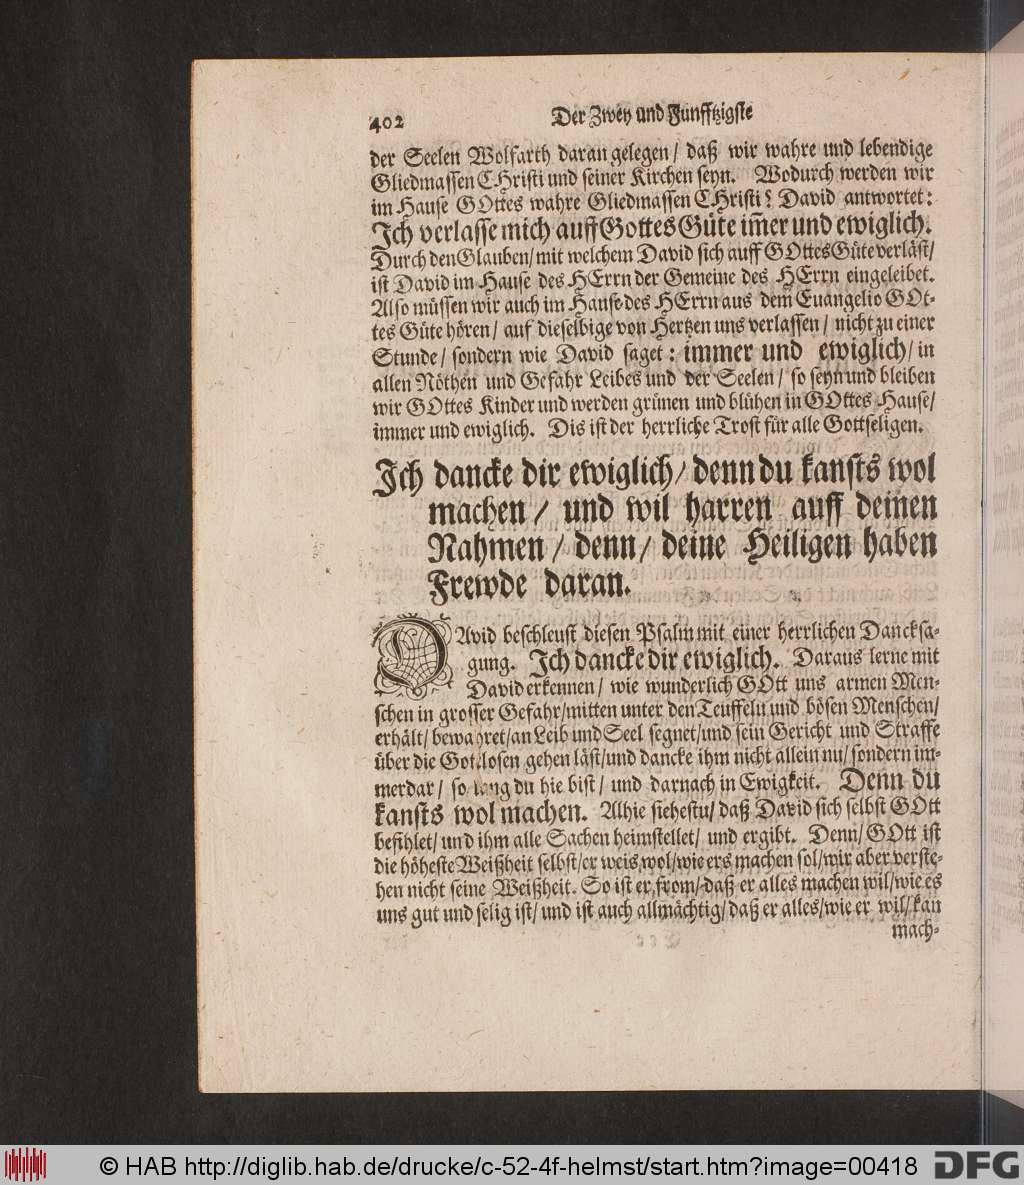 402 Der Zwey und Funfftzigste
der Seelen Wolfarth daran gelegen / daß wir wahre und lebendige
Gliedmassen CHristi und seiner Kirchen seyn. Wodurch werden wir
im Hause GOttes wahre Gliedmassen CHristi? David antwortet:
Ich verlasse mich auff Gottes Güte im̃er und ewiglich.
Durch den Glauben / mit welchem David sich auff GOttes Güte verläst /
ist David im Hause des HErrn der Gemeine des HErrn eingeleibet.
Also müssen wir auch im Hause des HErrn aus dem Euangelio GOt-
tes Güte hören / auf dieselbige von Hertzen uns verlassen / nicht zu einer
Stunde / sondern wie David saget: immer und ewiglich / in
allen Nöthen und Gefahr Leibes und der Seelen / so seyn und bleiben
wir GOttes Kinder und werden grünen und blühen in GOttes Hause /
immer und ewiglich. Dis ist der herrliche Trost für alle Gottseligen.
Ich dancke dir ewiglich / denn du kansts wol
machen / und wil harren auff deinen
Nahmen / denn / deine Heiligen haben
Frewde daran.
DAvid beschleust diesen Psalm mit einer herrlichen Dancksa-
gung. Ich dancke dir ewiglich. Daraus lerne mit
David erkennen / wie wunderlich GOtt uns armen Men-
schen in grosser Gefahr / mitten unter den Teuffeln und bösen Menschen /
erhält / bewahret / an Leib und Seel segnet / und sein Gericht und Straffe
über die Gottlosen gehen läst / und dancke ihm nicht allein nu / sondern im-
merdar / so lang du hie bist / und darnach in Ewigkeit. Denn du
kansts wol machen. Alhie siehestu / daß David sich selbst GOtt
befihlet / und ihm alle Sachen heimstellet / und ergibt. Denn / GOtt ist
die höheste Weißheit selbst / er weis wol / wie ers machen sol / wir aber verste-
hen nicht seine Weißheit. So ist er from / daß er alles machen wil / wie es
uns gut und selig ist / und ist auch allmächtig / daß er alles / wie er wil / kan
mach-
© HAB http://diglib.hab.de/drucke/c-52-4f-helmst/start.htm?image=00418 DFG